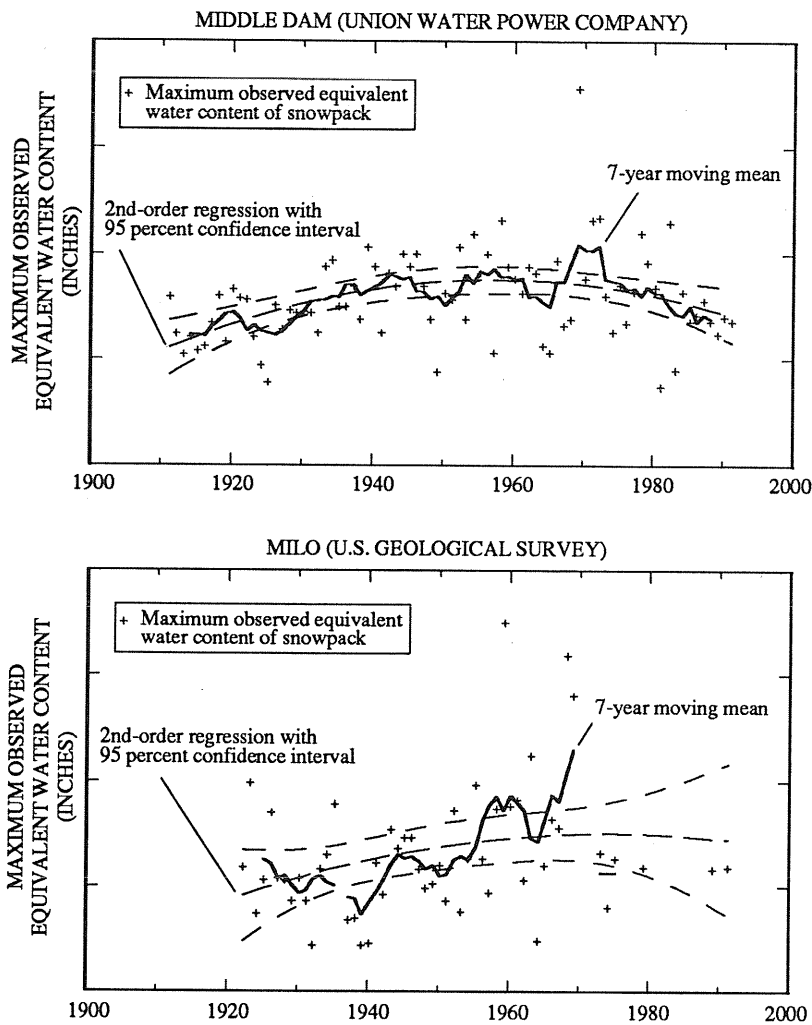 MIDDLE DAM (UNION WATER POWER COMPANY)
+ Maximum observed equivalent
water content of snowpack
7-year moving mean
2nd-order regression with
95 percent confidence interval
MAXIMUM OBSERVED
EQUIVALENT WATER CONTENT
(INCHES)
1900 1920 1940 1960 1980 2000
MILO (U.S. GEOLOGICAL SURVEY)
+ Maximum observed equivalent
water content of snowpack
7-year moving mean
2nd-order regression with
95 percent confidence interval
MAXIMUM OBSERVED
EQUIVALENT WATER CONTENT
(INCHES)
1900 1920 1940 1960 1980 2000